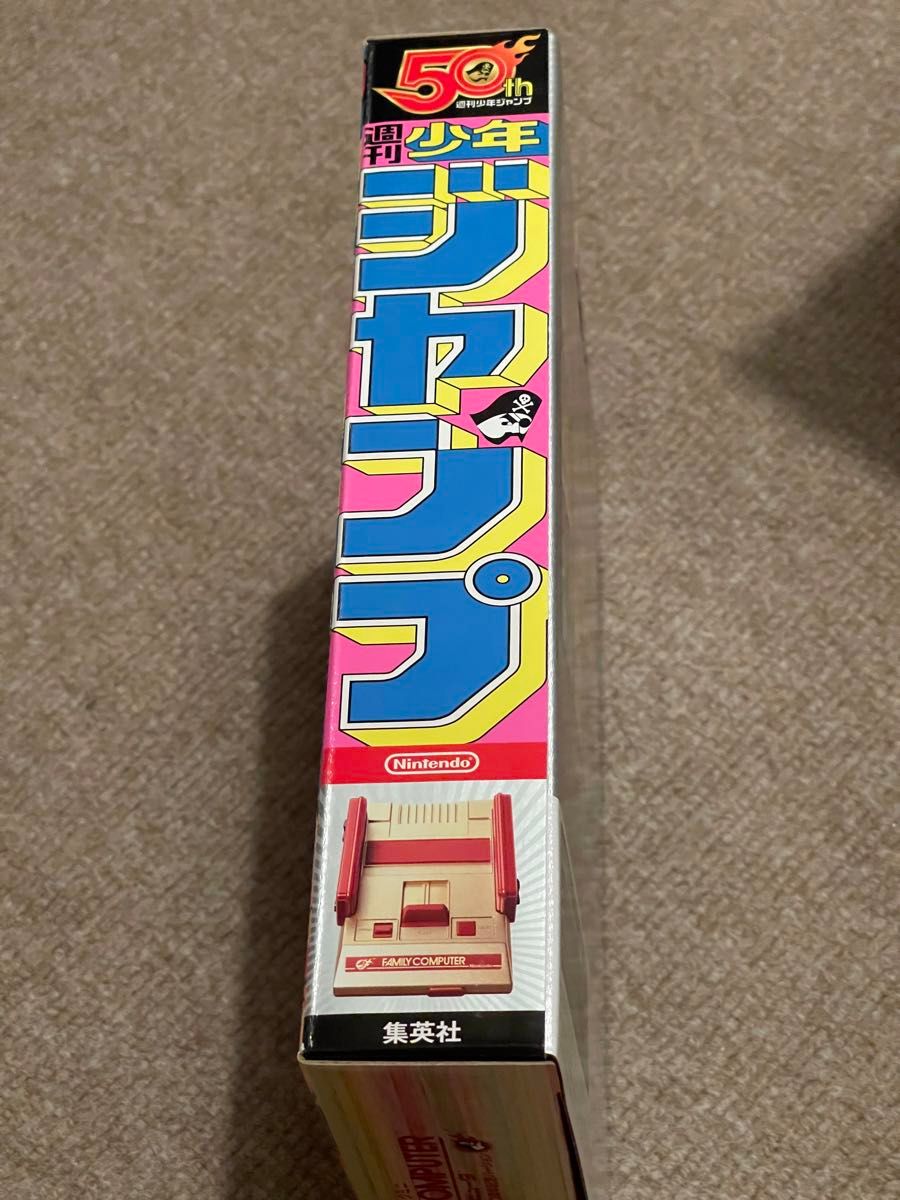 50th
週刊少年ジャンプ
週刊
少年
ジャンプ
Nintendo
FAMILY COMPUTER
集英社
COMPUTER